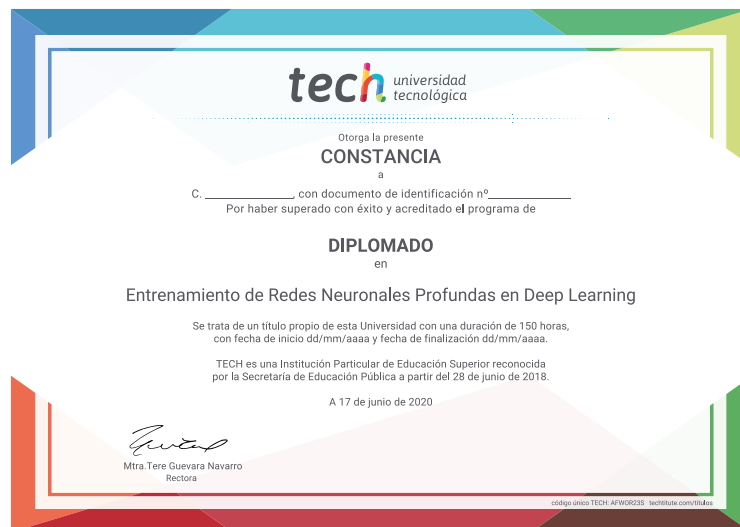 tech universidad
tecnológica
Otorga la presente
CONSTANCIA
a
C. ______________, con documento de identificación nº______________
Por haber superado con éxito y acreditado el programa de
DIPLOMADO
en
Entrenamiento de Redes Neuronales Profundas en Deep Learning
Se trata de un título propio de esta Universidad con una duración de 150 horas,
con fecha de inicio dd/mm/aaaa y fecha de finalización dd/mm/aaaa.
TECH es una Institución Particular de Educación Superior reconocida
por la Secretaría de Educación Pública a partir del 28 de junio de 2018.
A 17 de junio de 2020
Mtra.Tere Guevara Navarro
Rectora
código único TECH: AFWOR23S techtitute.com/títulos